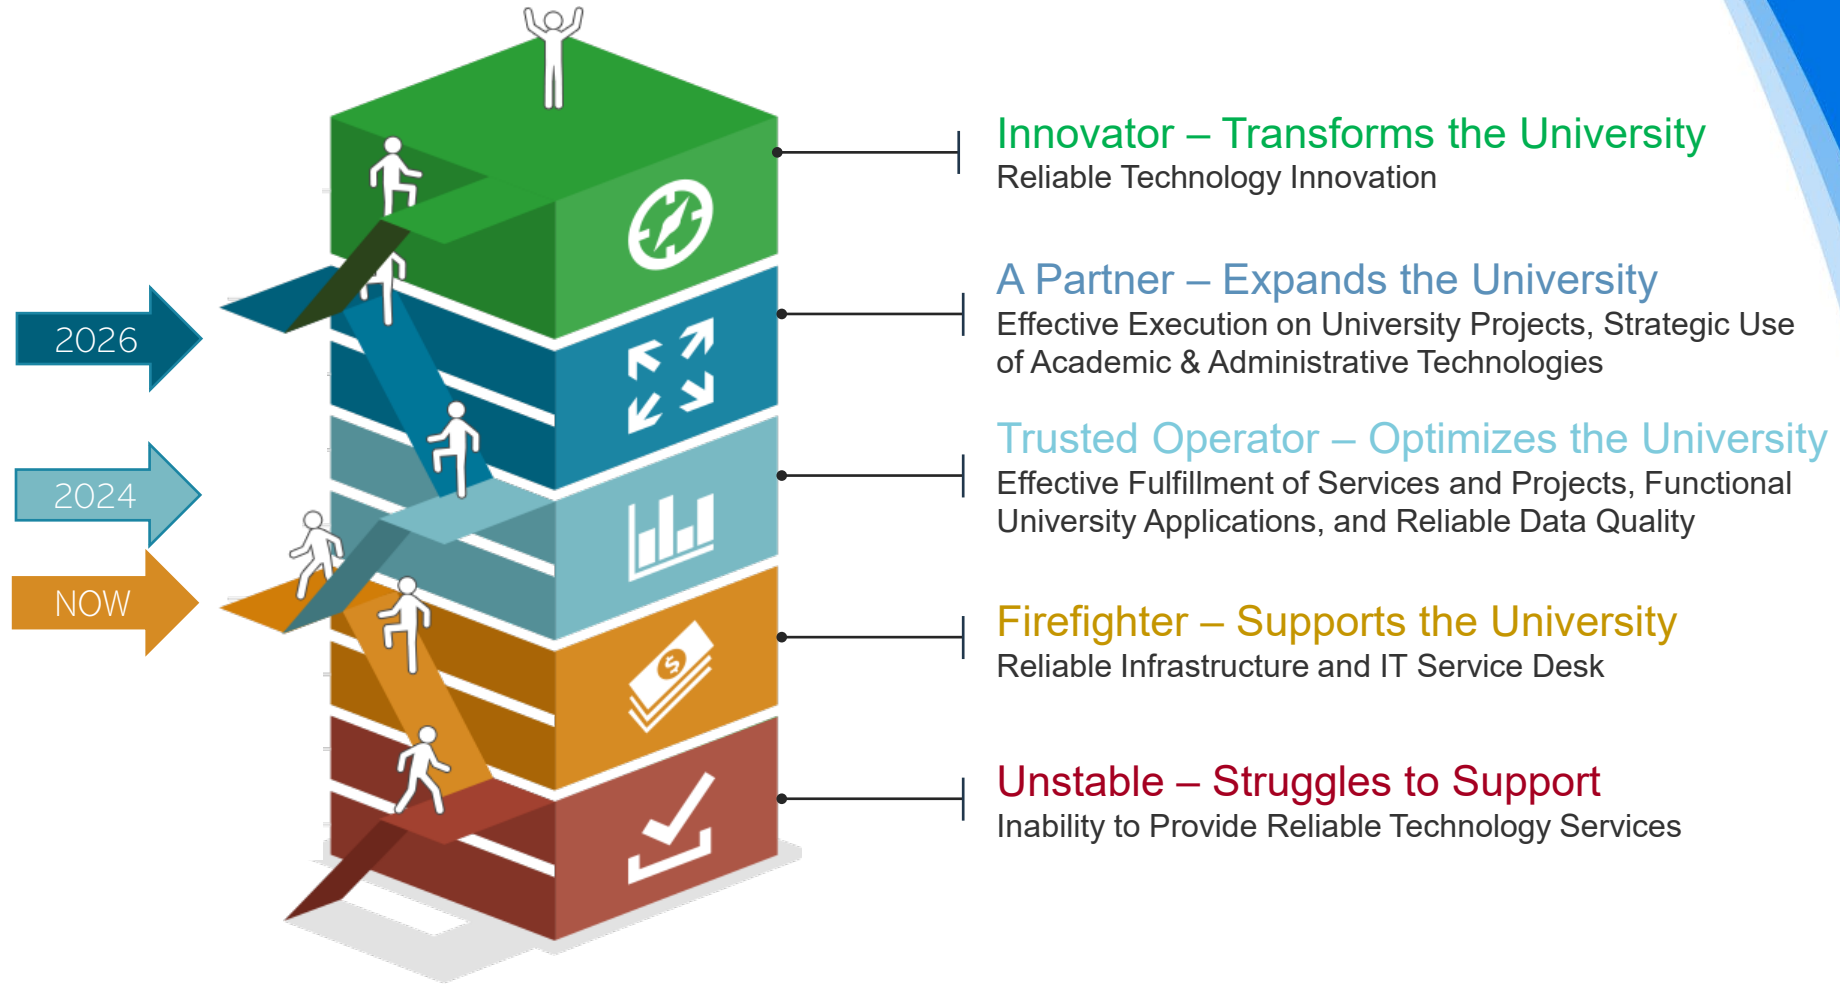 Innovator – Transforms the University
Reliable Technology Innovation
A Partner – Expands the University
Effective Execution on University Projects, Strategic Use
of Academic & Administrative Technologies
2026
Trusted Operator – Optimizes the University
Effective Fulfillment of Services and Projects, Functional
University Applications, and Reliable Data Quality
2024
NOW
Firefighter – Supports the University
Reliable Infrastructure and IT Service Desk
$
Unstable – Struggles to Support
Inability to Provide Reliable Technology Services